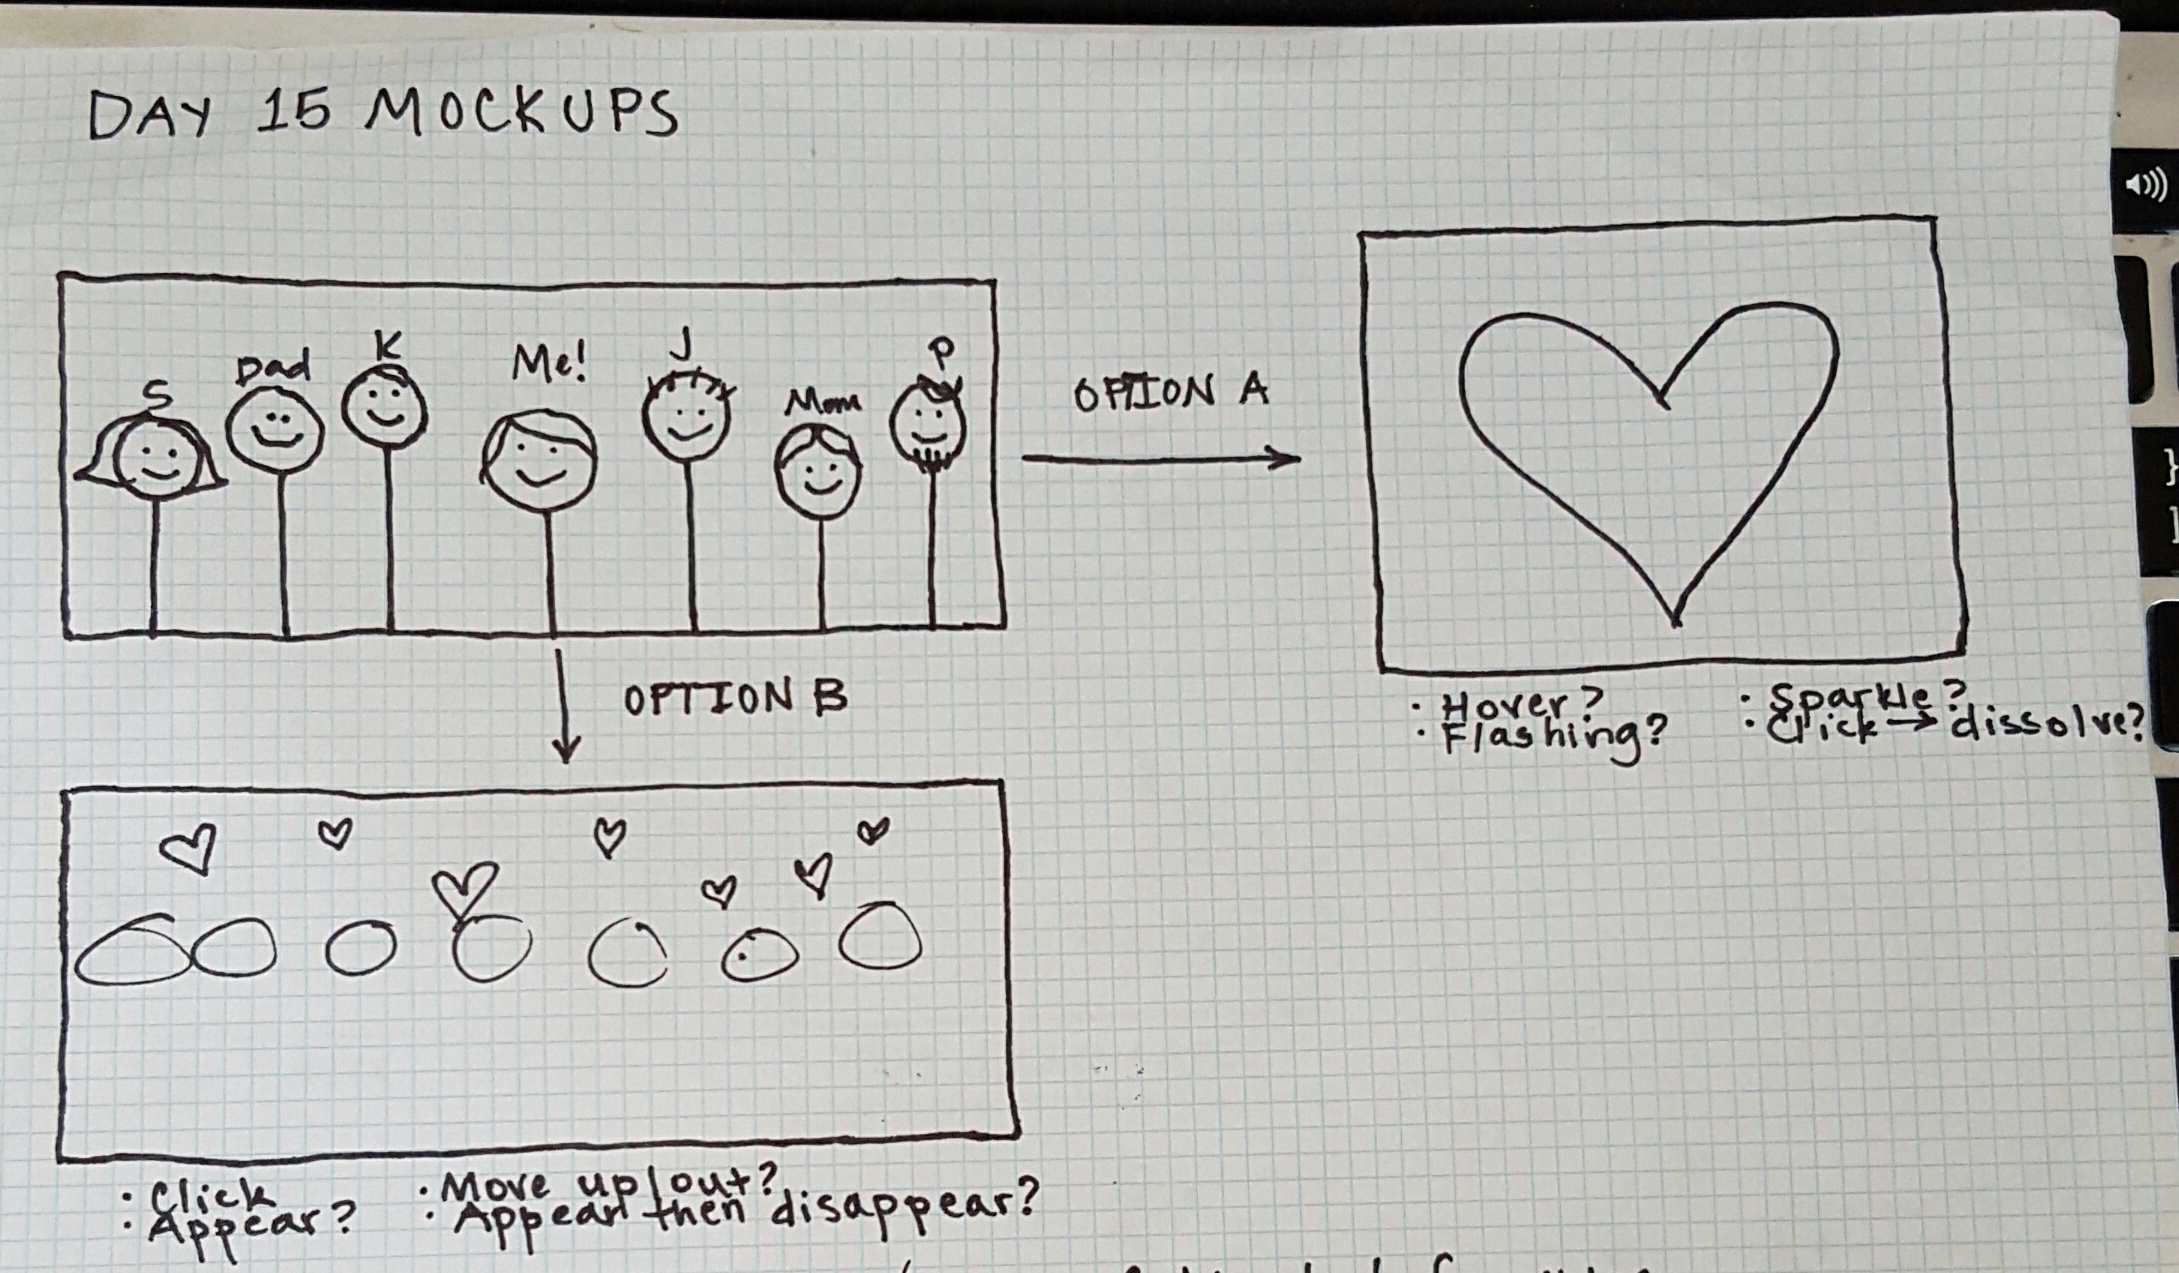 DAY 15 MOCKUPS
S Dad K Me! J Mom P
OPTION A
OPTION B
· Hover?
· Flashing?
· Sparkle?
· Click → dissolve?
· Click
· Appear?
· Move up/out?
· Appear then disappear?
}
]